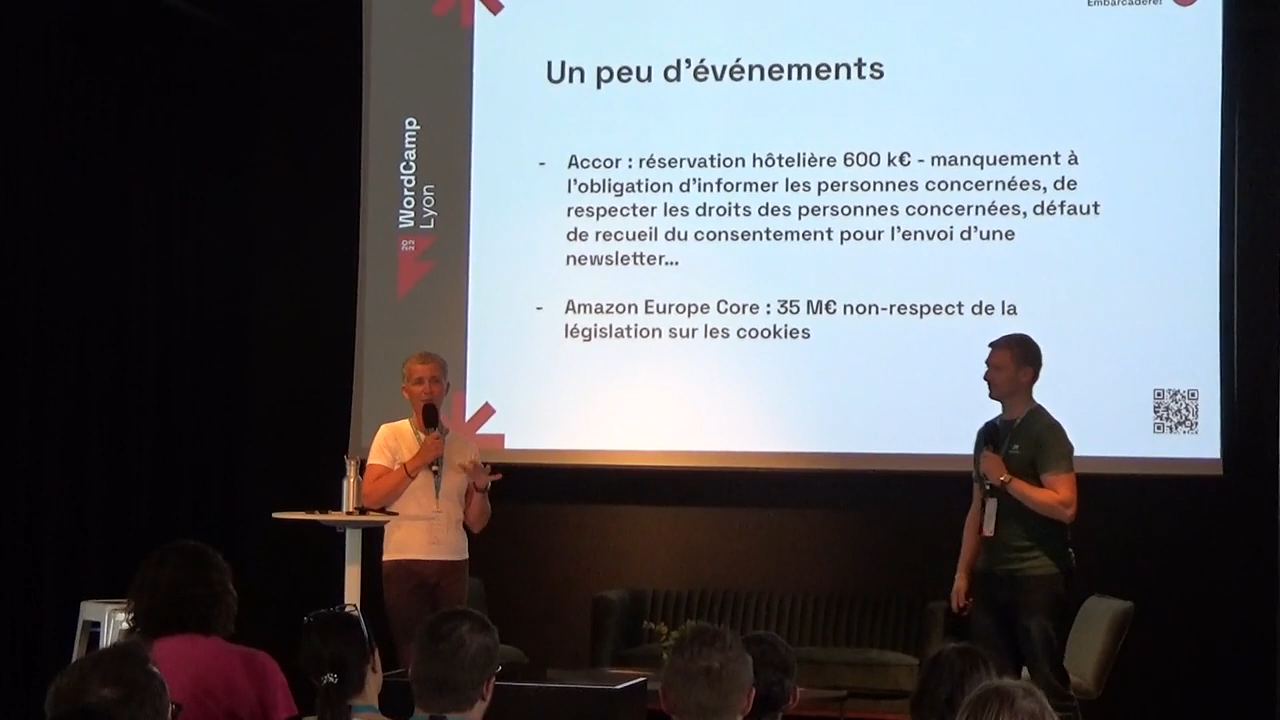 Embarcadère!
Un peu d'événements
- Accor : réservation hôtelière 600 k€ - manquement à
l'obligation d'informer les personnes concernées, de
respecter les droits des personnes concernées, défaut
de recueil du consentement pour l'envoi d'une
newsletter...
- Amazon Europe Core : 35 M€ non-respect de la
législation sur les cookies
WordCamp
Lyon
20
22